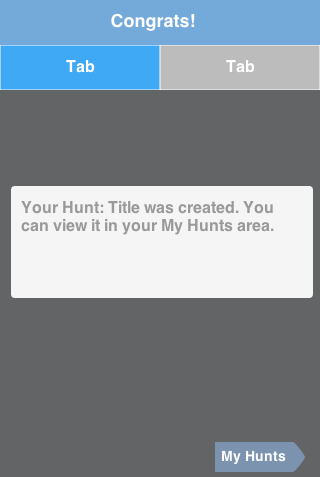 Congrats!
Tab Tab
Your Hunt: Title was created. You
can view it in your My Hunts area.
My Hunts